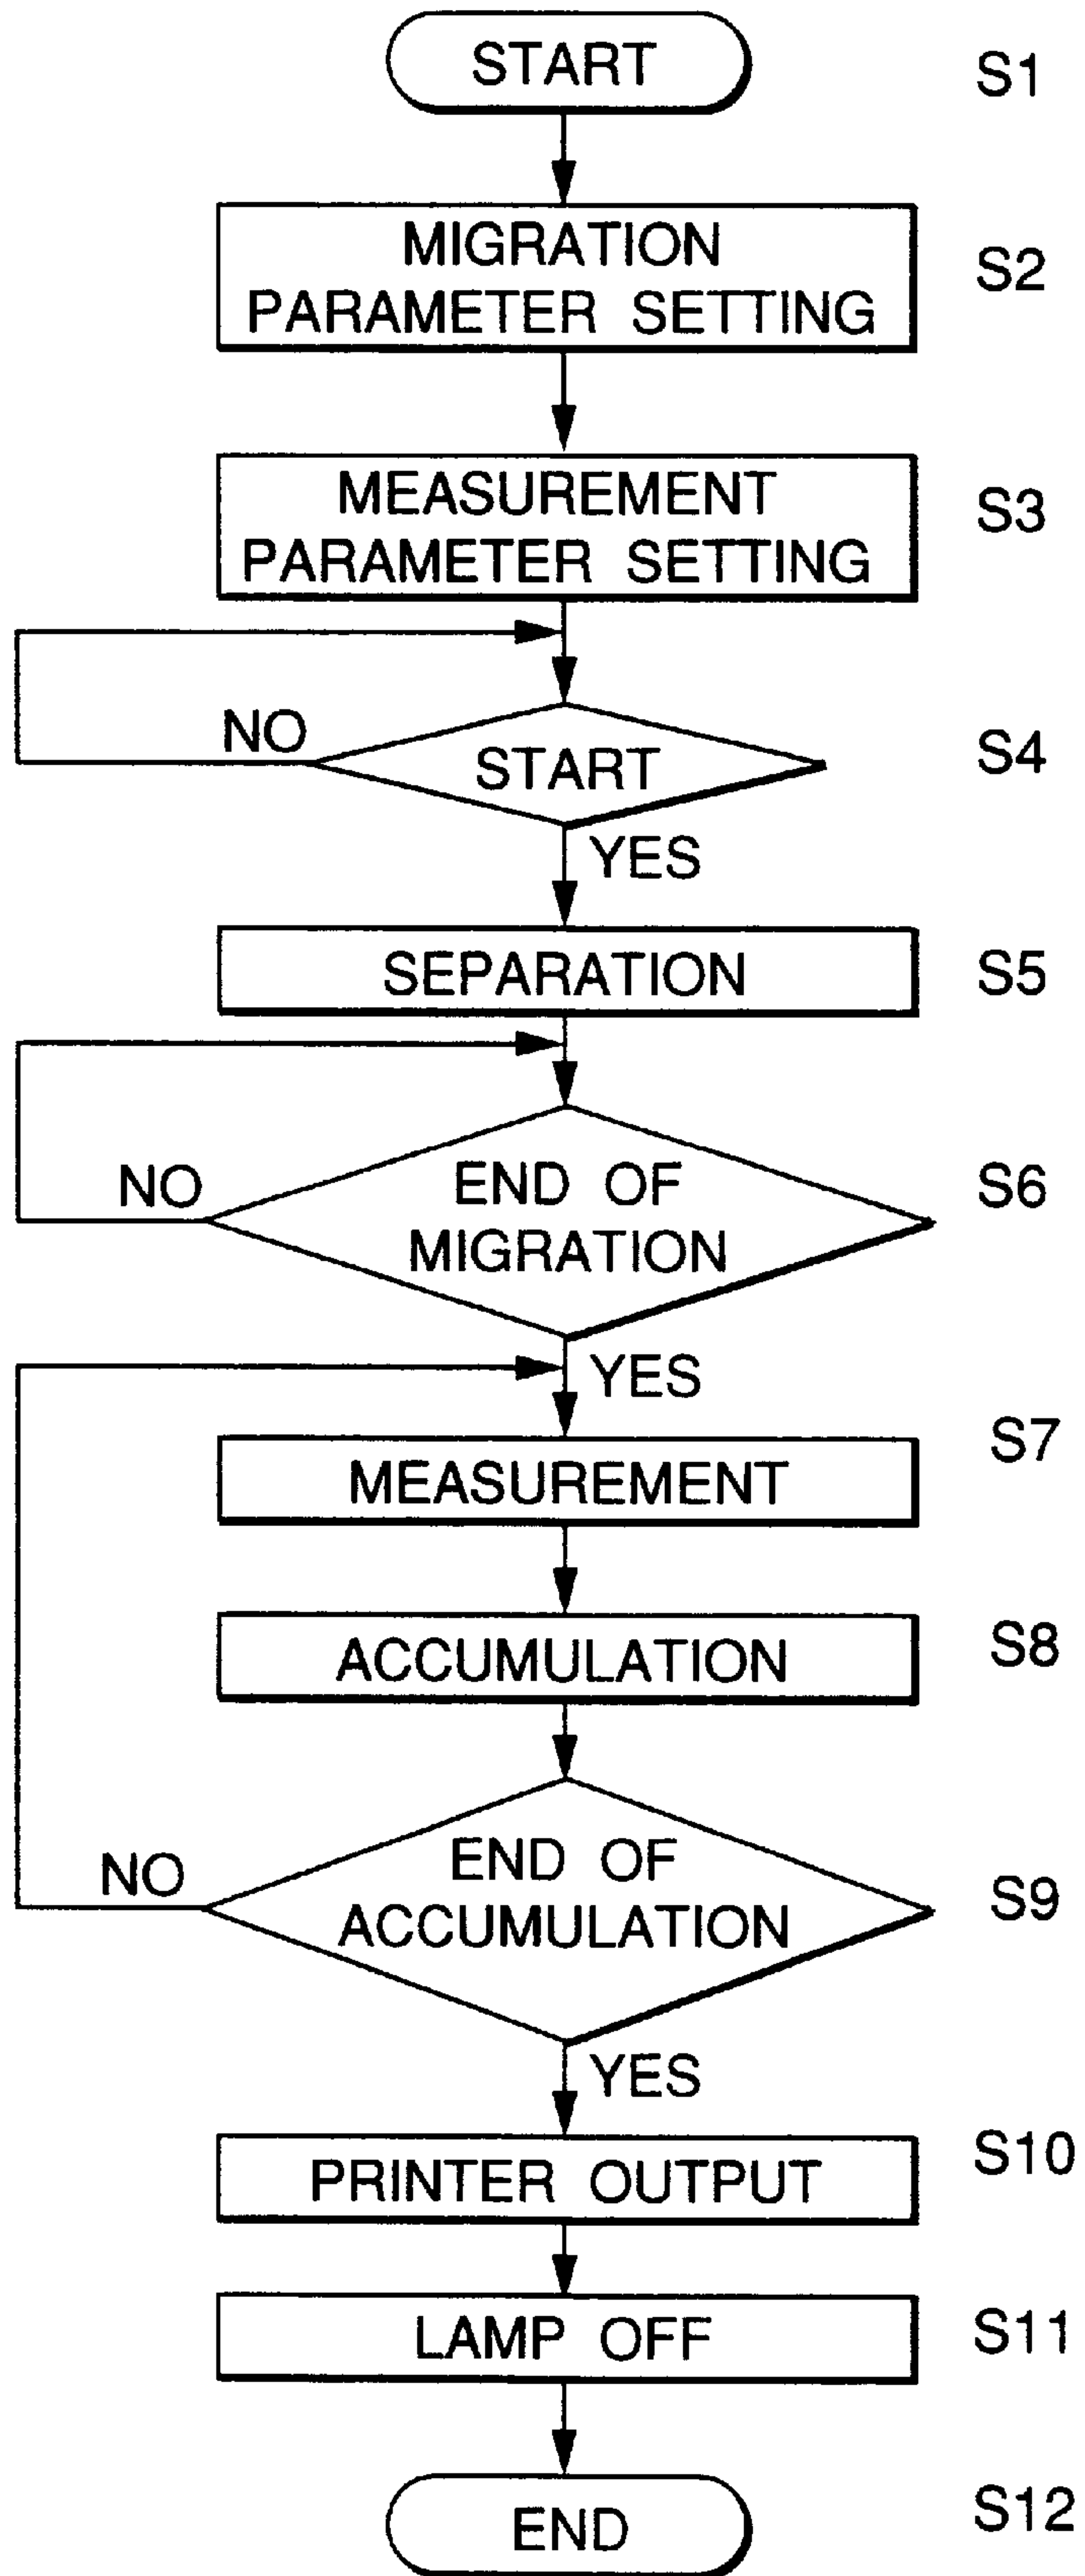 START
S1
MIGRATION
PARAMETER SETTING
S2
MEASUREMENT
PARAMETER SETTING
S3
NO
START
S4
YES
SEPARATION
S5
NO
END OF
MIGRATION
S6
YES
MEASUREMENT
S7
ACCUMULATION
S8
NO
END OF
ACCUMULATION
S9
YES
PRINTER OUTPUT
S10
LAMP OFF
S11
END
S12